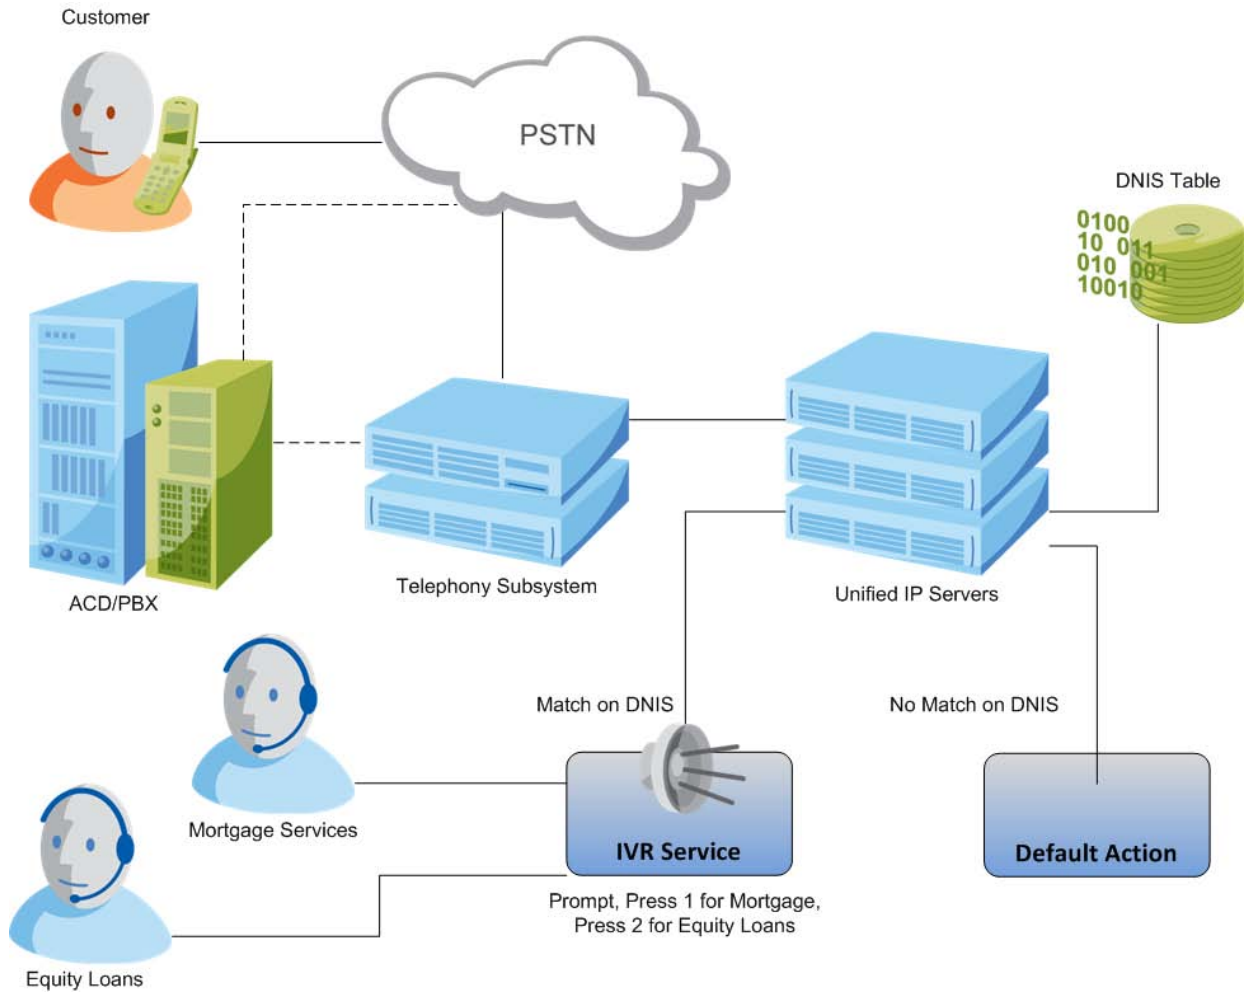 Customer
PSTN
DNIS Table
0100
10 011
010 001
10010
ACD/PBX
Telephony Subsystem
Unified IP Servers
Match on DNIS
No Match on DNIS
Mortgage Services
IVR Service
Default Action
Prompt, Press 1 for Mortgage,
Press 2 for Equity Loans
Equity Loans